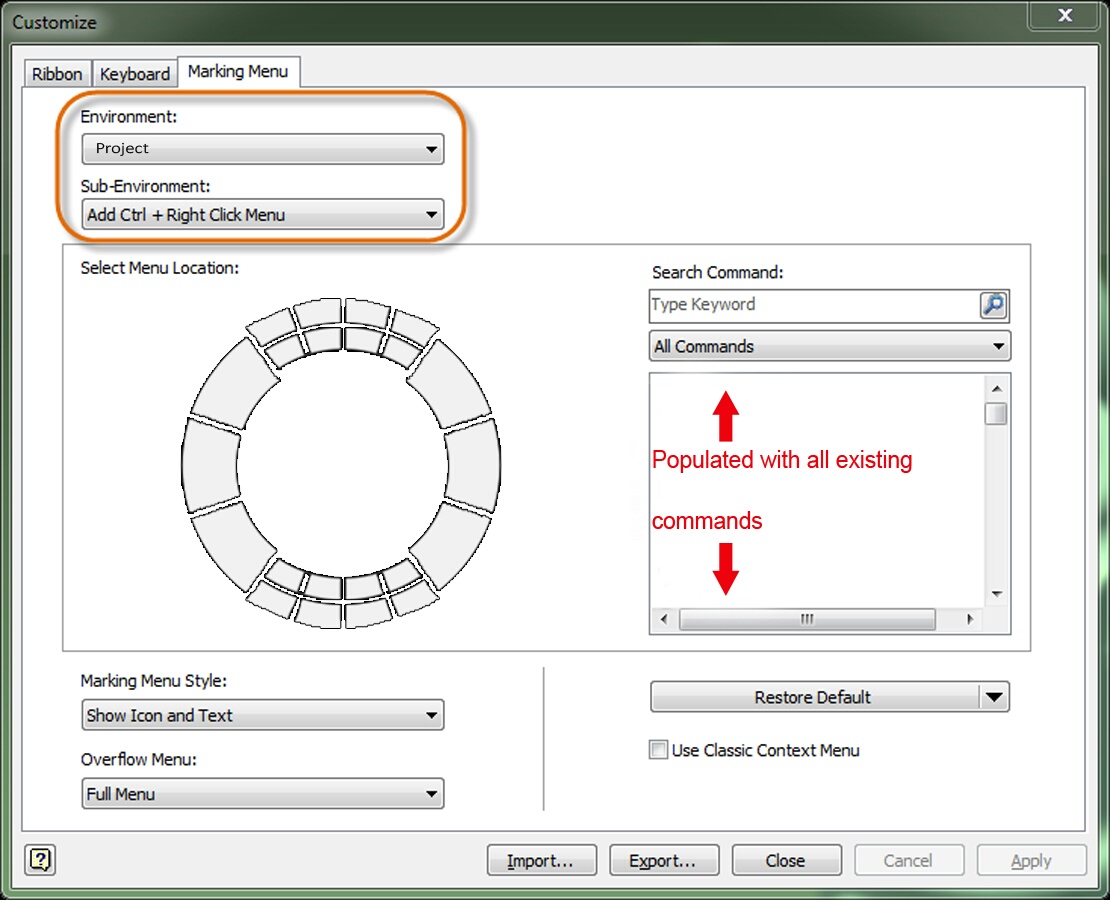 Customize
Ribbon Keyboard Marking Menu
Environment:
Project
Sub-Environment:
Add Ctrl + Right Click Menu
Select Menu Location:
Search Command:
Type Keyword
All Commands
Populated with all existing
commands
Marking Menu Style:
Show Icon and Text
Overflow Menu:
Full Menu
Restore Default
Use Classic Context Menu
Import... Export... Close Cancel Apply